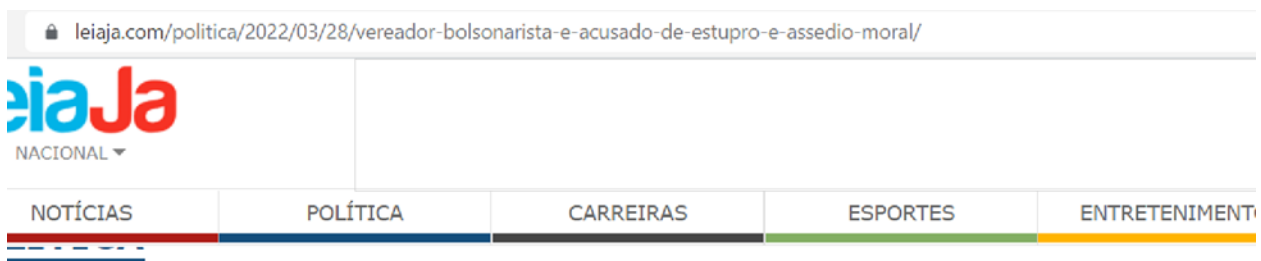 leiaja.com/politica/2022/03/28/vereador-bolsonarista-e-acusado-de-estupro-e-assedio-moral/
eiaJa
NACIONAL
NOTÍCIAS POLÍTICA CARREIRAS ESPORTES ENTRETENIMENTO